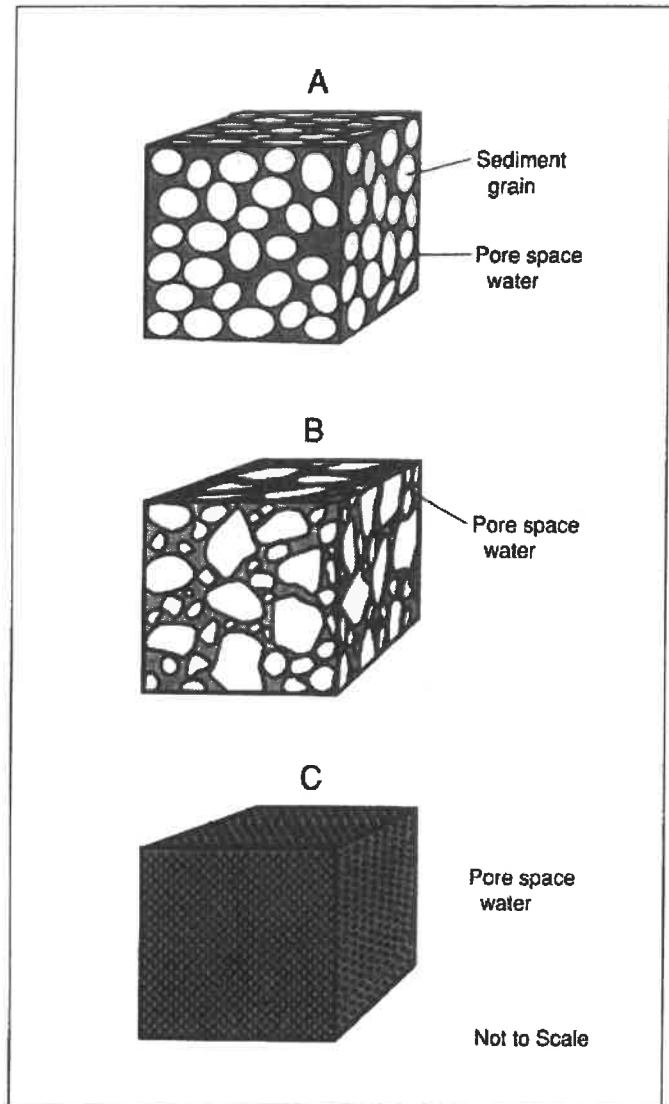 A
Sediment
grain
Pore space
water
B
Pore space
water
C
Pore space
water
Not to Scale